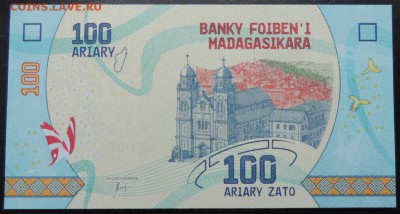 COINS.LAVE.RU
100
ARIARY
BANKY FOIBEN'I
MADAGASIKARA
100
100
ARIARY ZATO